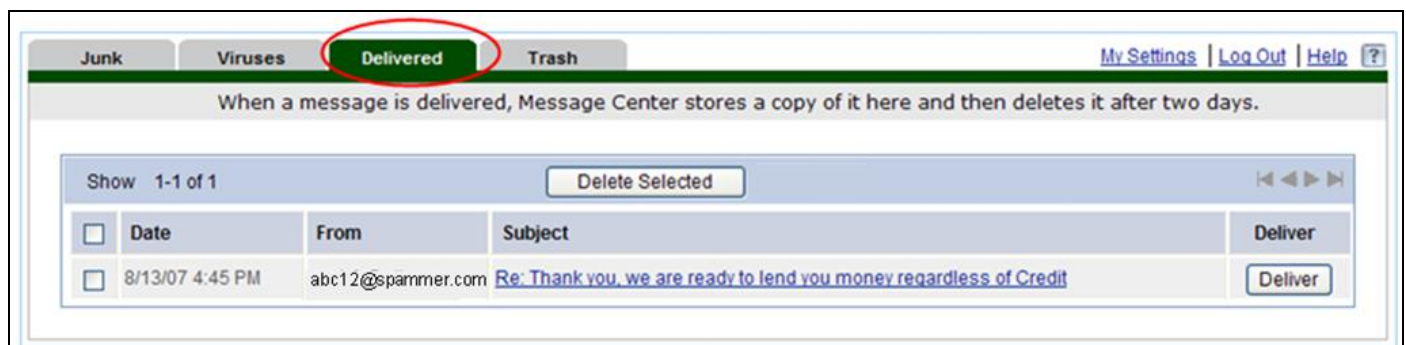 Junk Viruses Delivered Trash My Settings | Log Out | Help ?
When a message is delivered, Message Center stores a copy of it here and then deletes it after two days.
Show 1-1 of 1 Delete Selected
Date From Subject Deliver
8/13/07 4:45 PM abc12@spammer.com Re: Thank you, we are ready to lend you money regardless of Credit Deliver